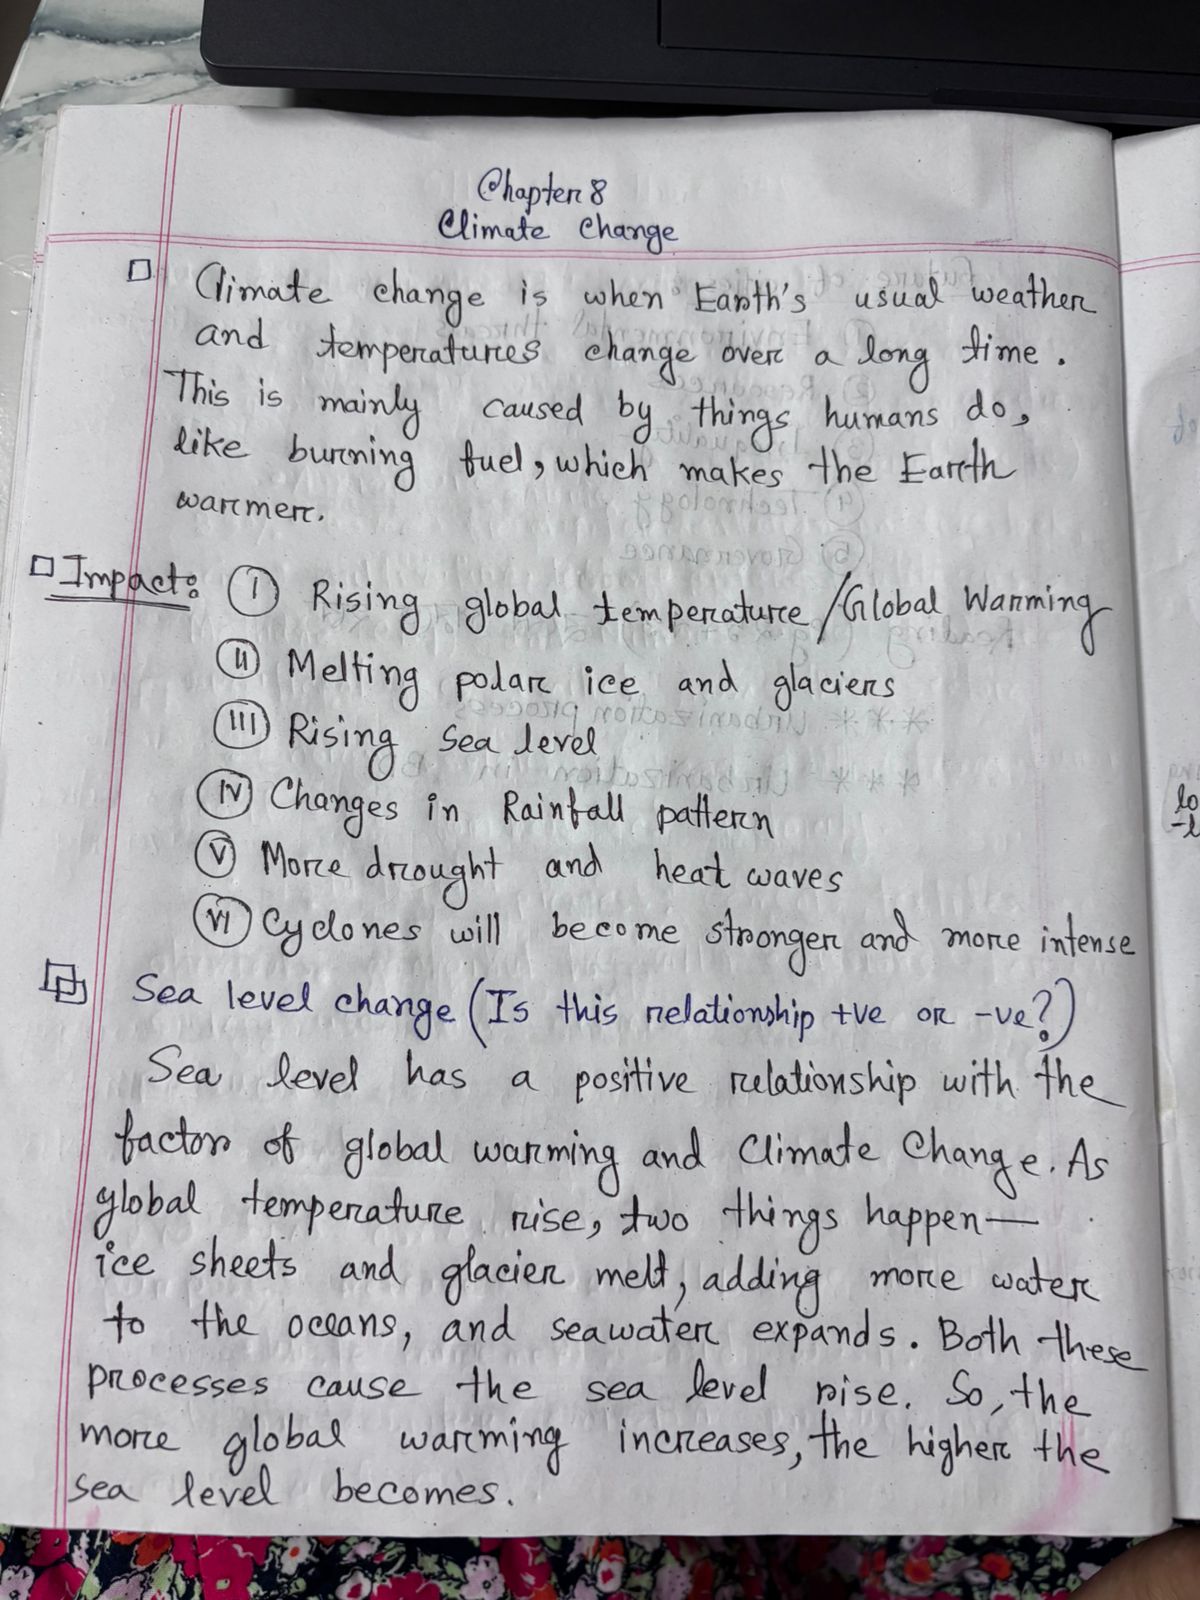 Chapter 8
Climate Change
Climate change is when Earth's usual weather
and temperatures change over a long time.
This is mainly caused by things humans do,
like burning fuel, which makes the Earth
warmer.
Impact: I Rising global temperature/Global Warming
II Melting polar ice and glaciers
III Rising Sea level
IV Changes in Rainfall pattern
V More drought and heat waves
VI Cyclones will become stronger and more intense
Sea level change (Is this relationship +ve or -ve?)
Sea level has a positive relationship with the
factor of global warming and Climate Change. As
global temperature rise, two things happen—
ice sheets and glacier melt, adding more water
to the oceans, and seawater expands. Both these
processes cause the sea level rise. So, the
more global warming increases, the higher the
sea level becomes.